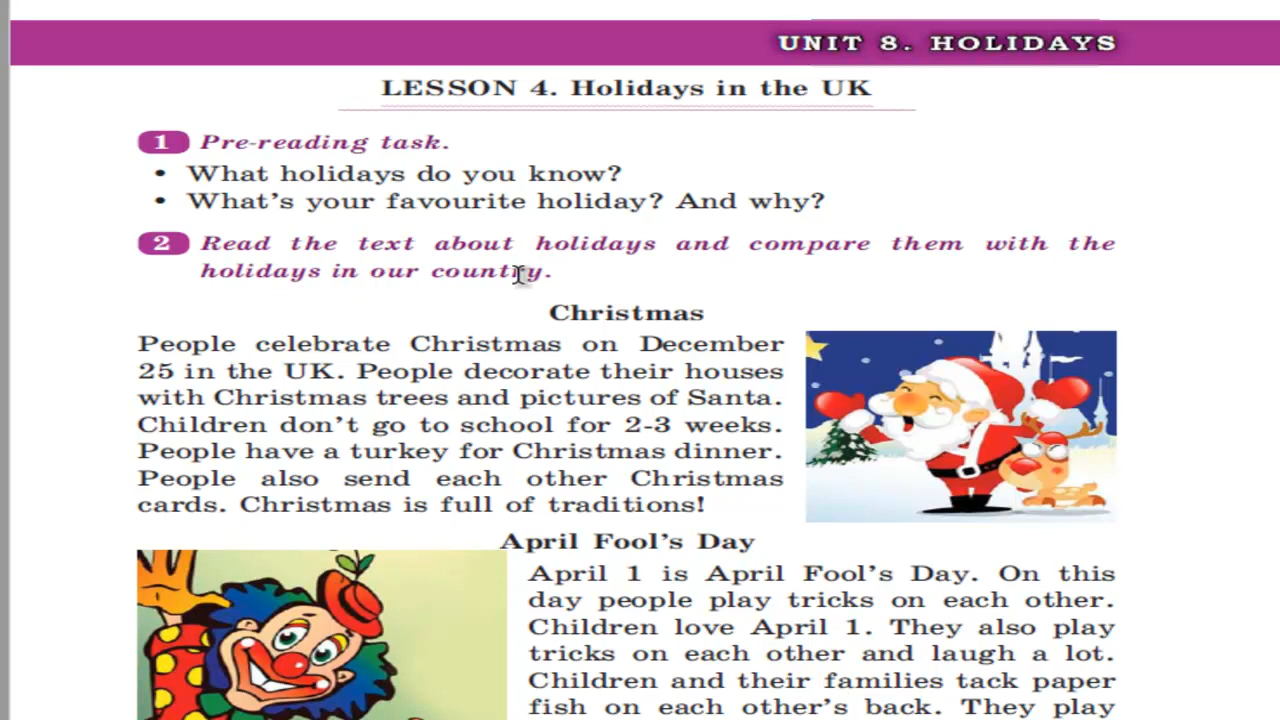 UNIT 8. HOLIDAYS
LESSON 4. Holidays in the UK
1 Pre-reading task.
• What holidays do you know?
• What's your favourite holiday? And why?
2 Read the text about holidays and compare them with the
holidays in our country.
Christmas
People celebrate Christmas on December
25 in the UK. People decorate their houses
with Christmas trees and pictures of Santa.
Children don't go to school for 2-3 weeks.
People have a turkey for Christmas dinner.
People also send each other Christmas
cards. Christmas is full of traditions!
April Fool's Day
April 1 is April Fool's Day. On this
day people play tricks on each other.
Children love April 1. They also play
tricks on each other and laugh a lot.
Children and their families tack paper
fish on each other's back. They play